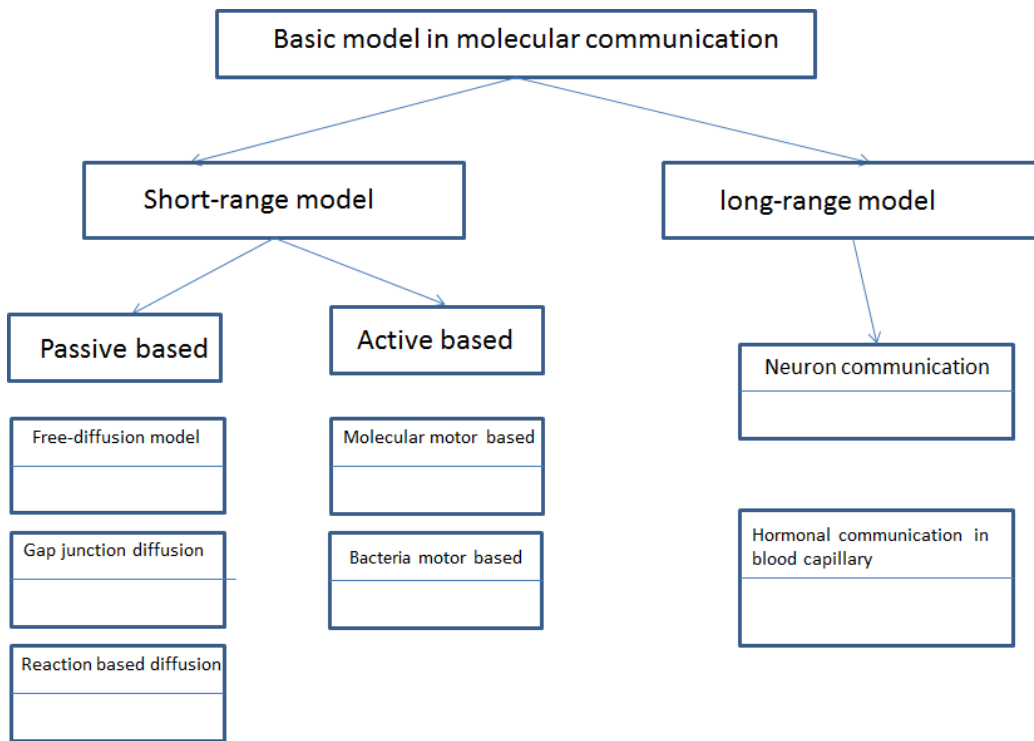 Basic model in molecular communication
Short-range model
long-range model
Passive based
Active based
Neuron communication
Free-diffusion model
Molecular motor based
Gap junction diffusion
Bacteria motor based
Hormonal communication in
blood capillary
Reaction based diffusion